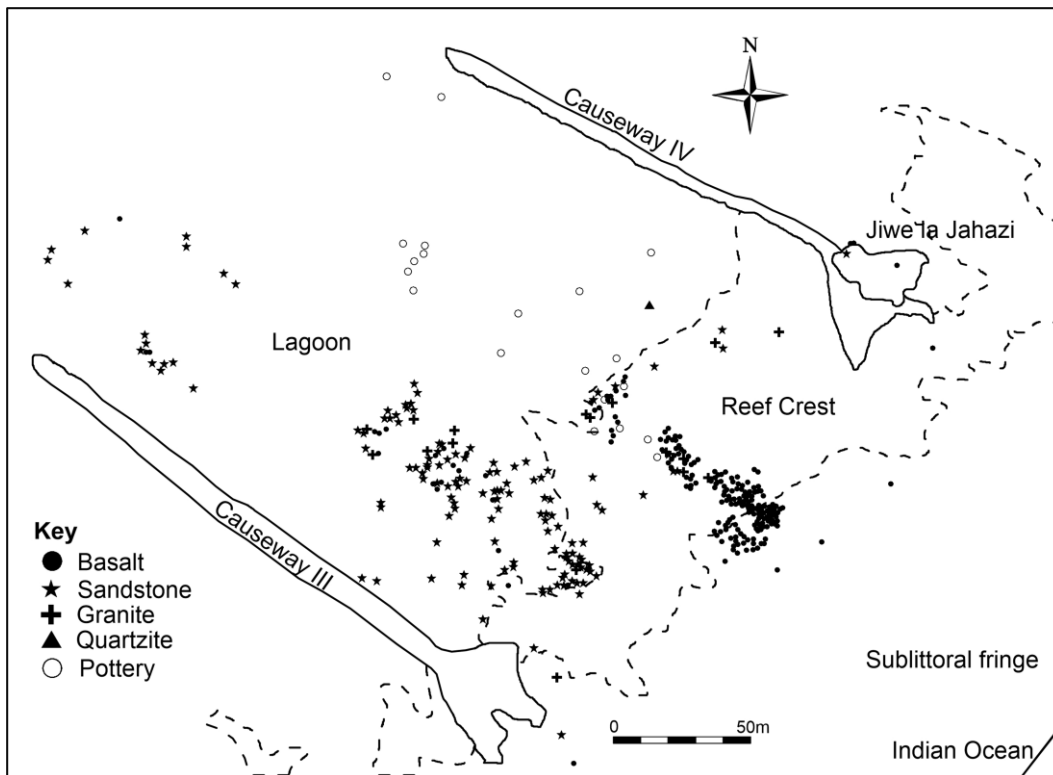 N
Causeway IV
Jiwe la Jahazi
Lagoon
Reef Crest
Causeway III
Key
Basalt
Sandstone
Granite
Quartzite
Pottery
Sublittoral fringe
0 50m
Indian Ocean